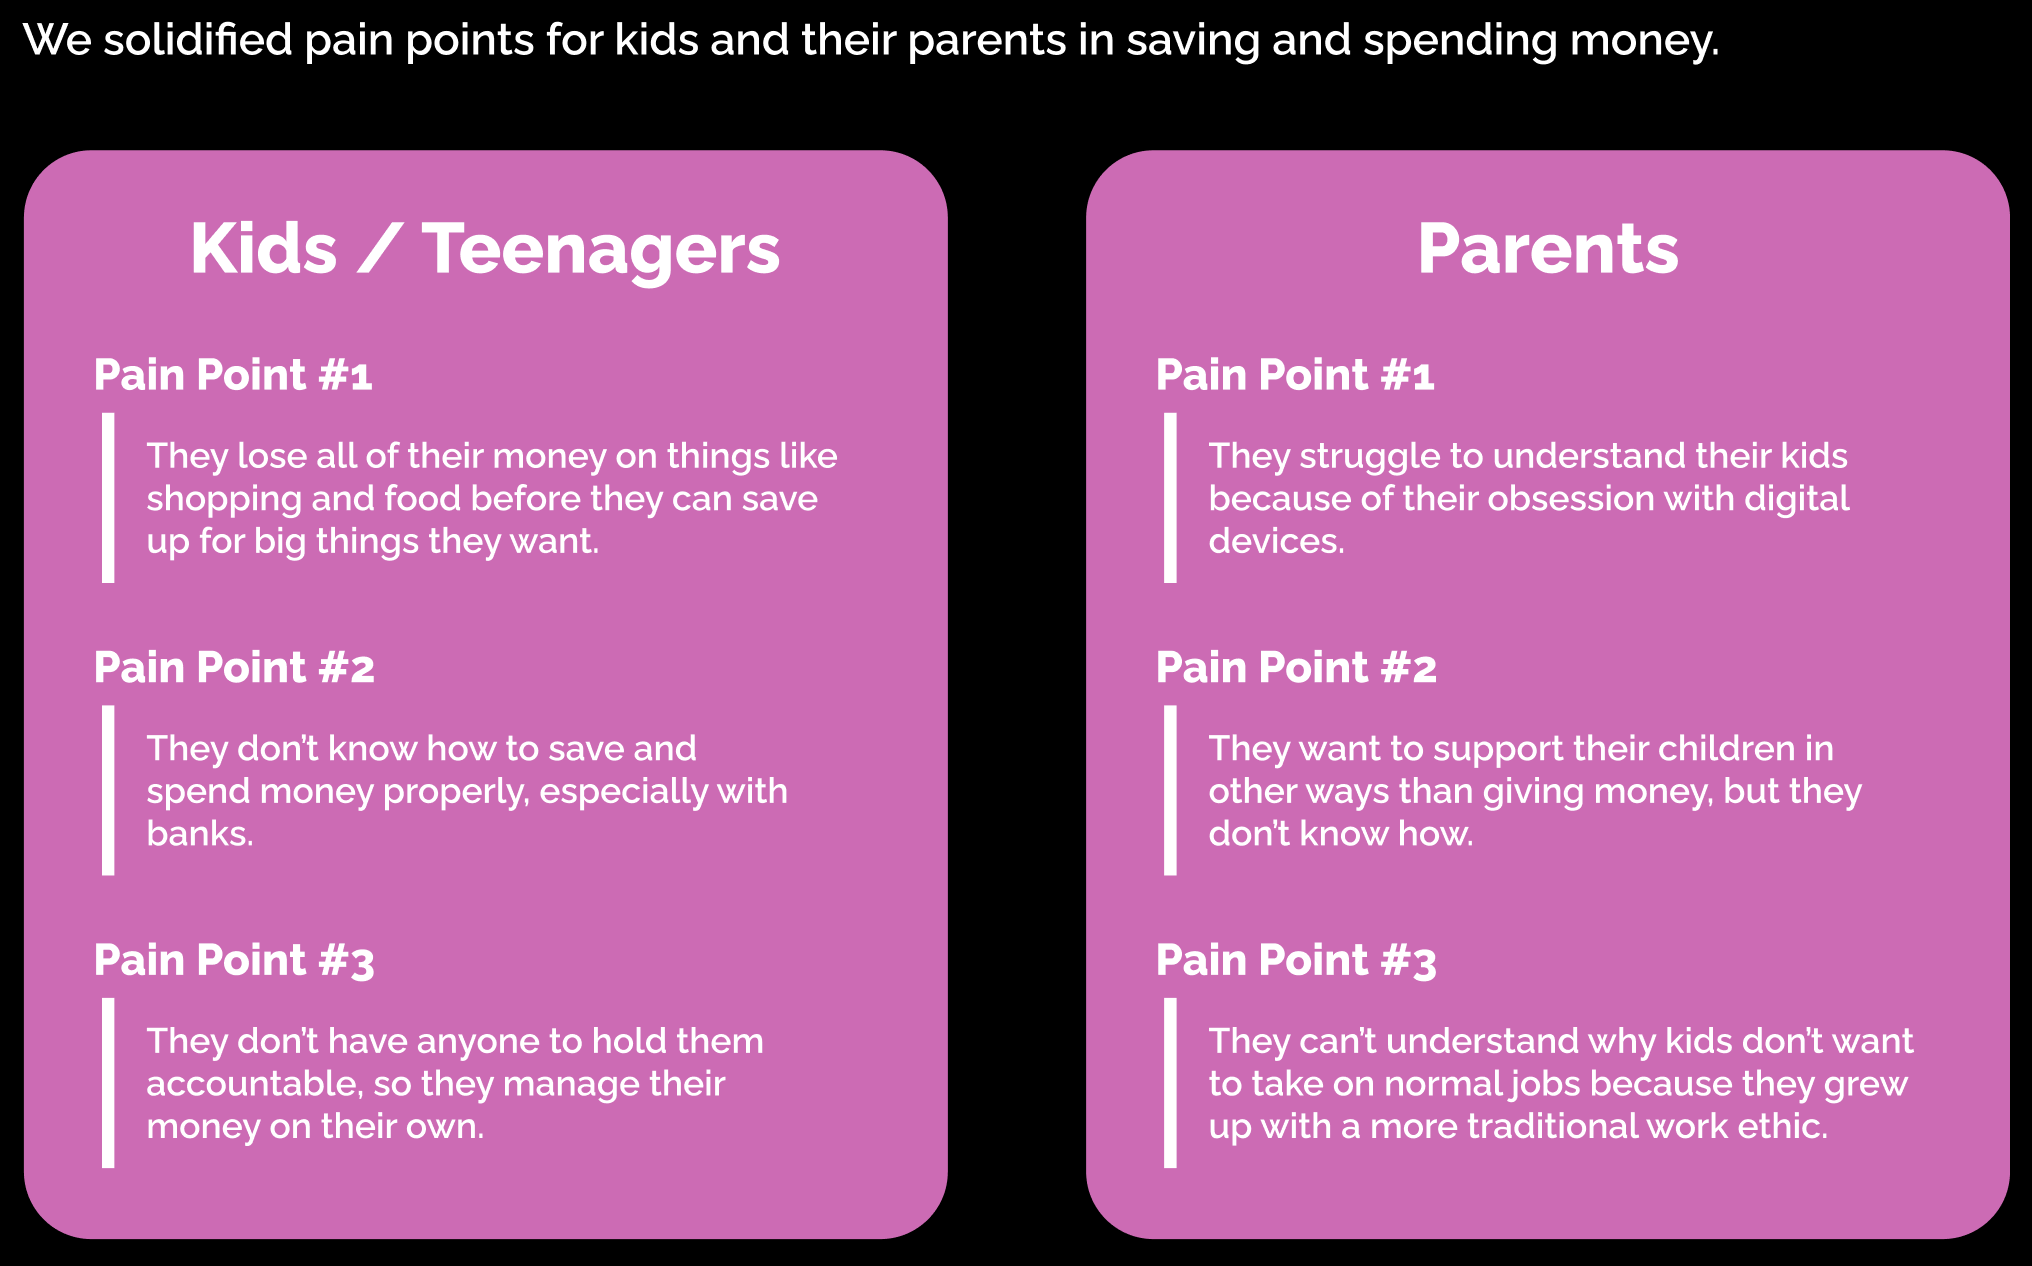 We solidified pain points for kids and their parents in saving and spending money.
Kids / Teenagers
Pain Point #1
They lose all of their money on things like
shopping and food before they can save
up for big things they want.
Pain Point #2
They don't know how to save and
spend money properly, especially with
banks.
Pain Point #3
They don't have anyone to hold them
accountable, so they manage their
money on their own.
Parents
Pain Point #1
They struggle to understand their kids
because of their obsession with digital
devices.
Pain Point #2
They want to support their children in
other ways than giving money, but they
don't know how.
Pain Point #3
They can't understand why kids don't want
to take on normal jobs because they grew
up with a more traditional work ethic.